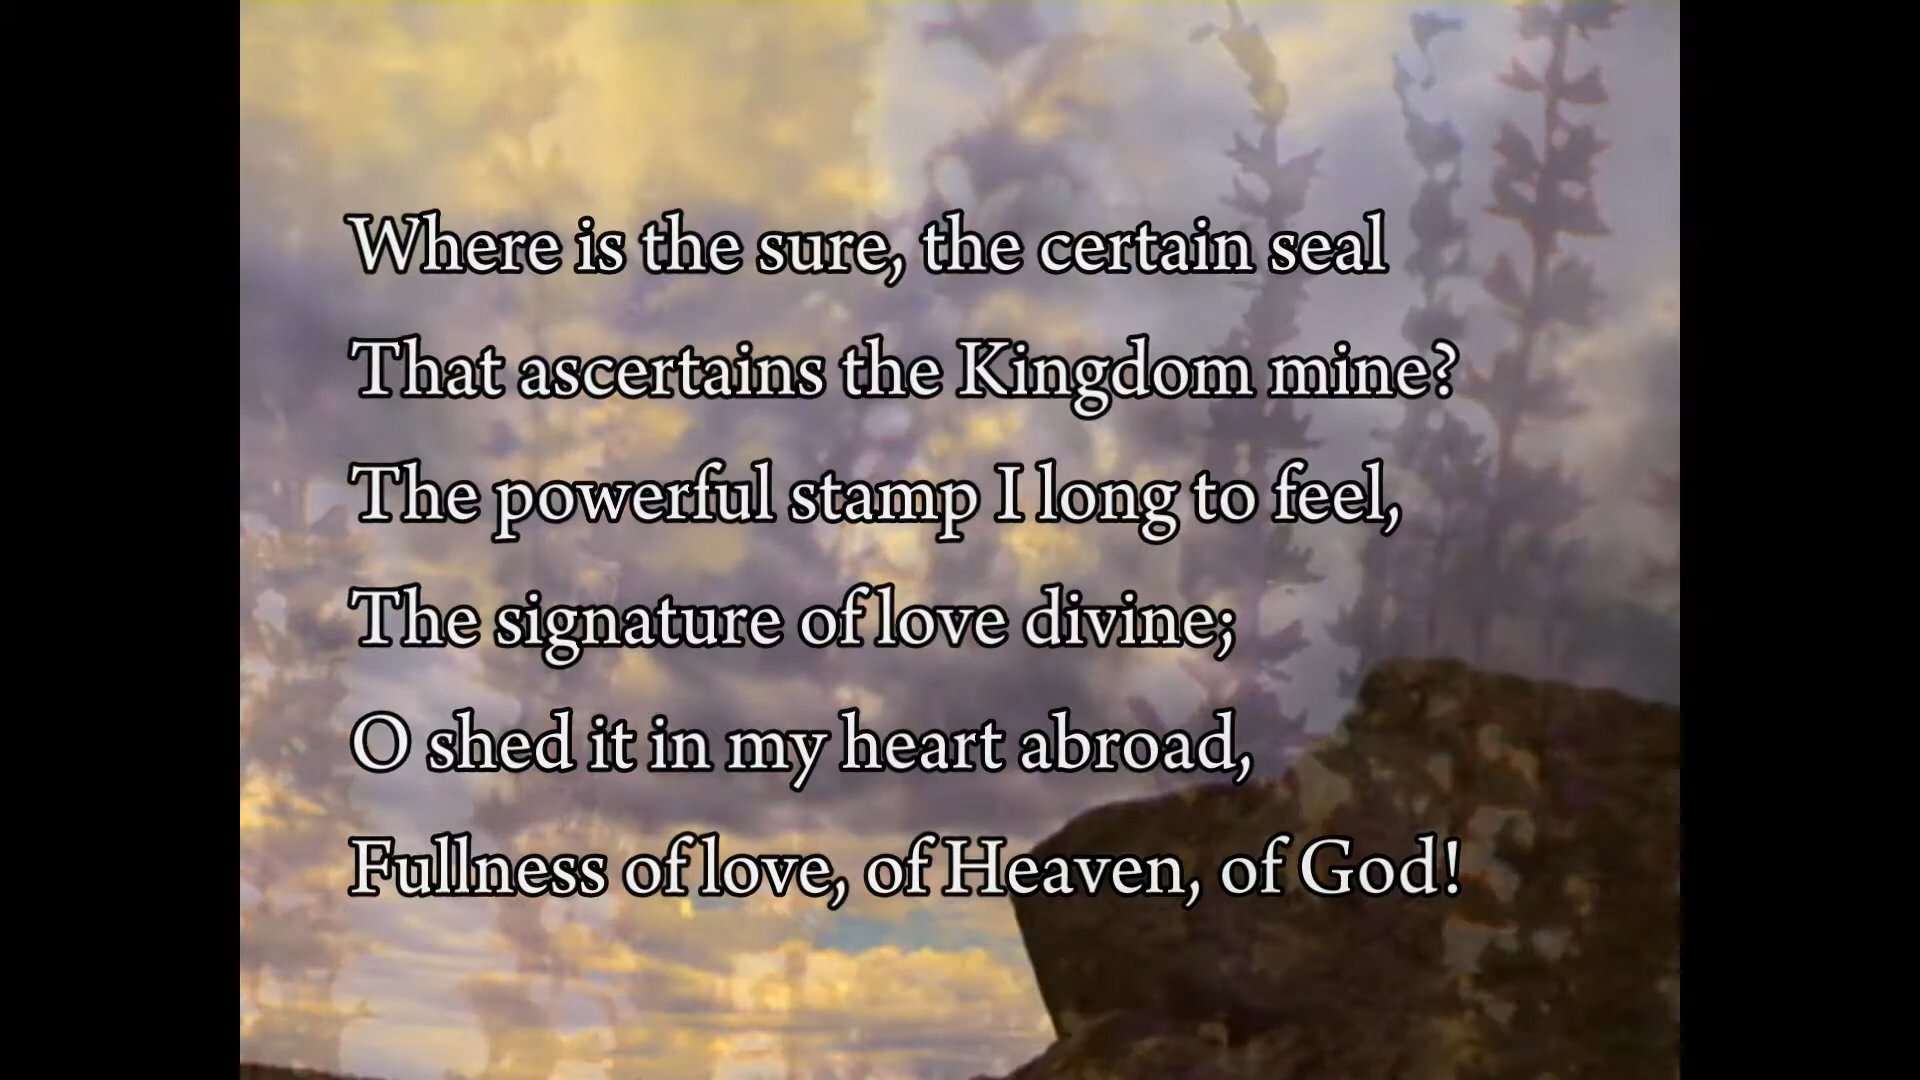 Where is the sure, the certain seal
That ascertains the Kingdom mine?
The powerful stamp I long to feel,
The signature of love divine;
O shed it in my heart abroad,
Fullness of love, of Heaven, of God!